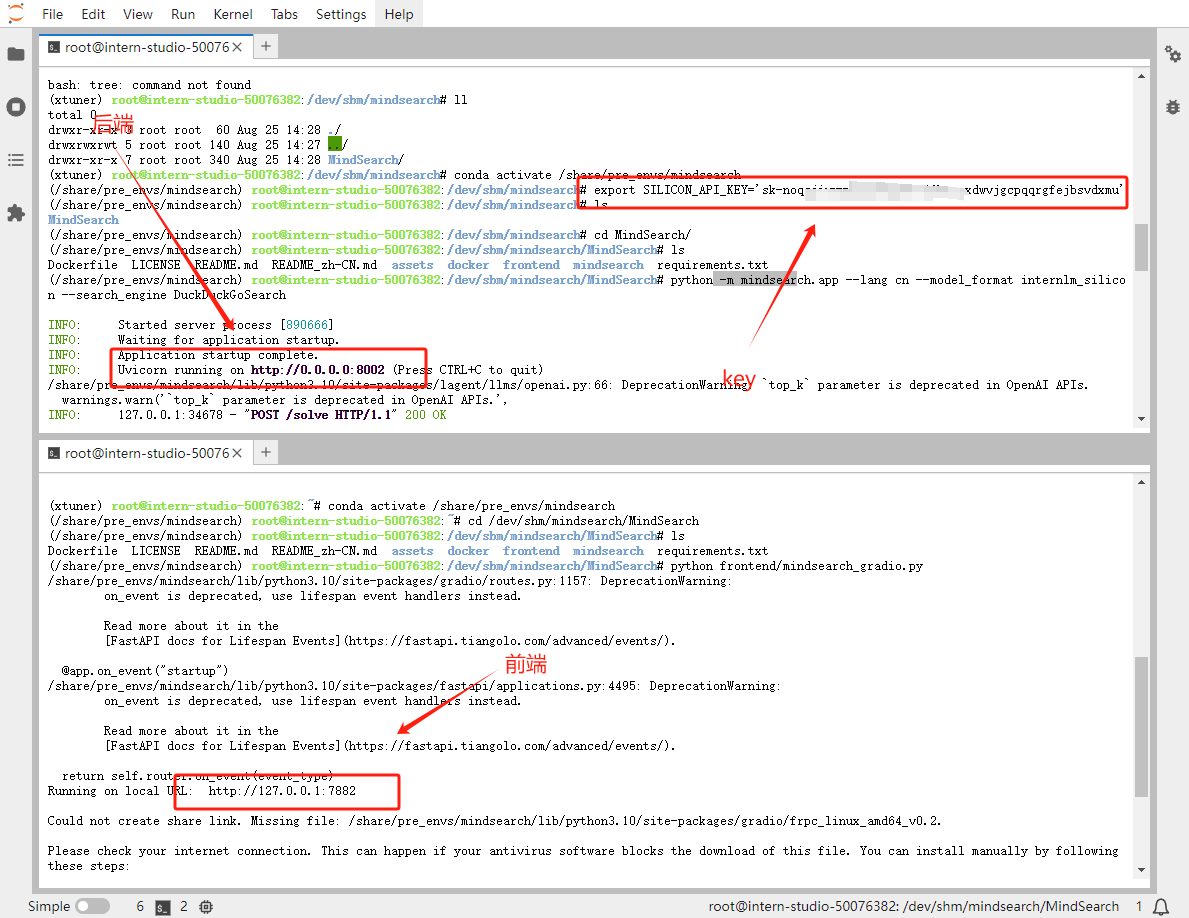 File Edit View Run Kernel Tabs Settings Help
root@intern-studio-50076
bash: tree: command not found
(xtuner) root@intern-studio-50076382:/dev/shm/mindsearch# ll
total 0
后端
drwxr-xr-x 3 root root 60 Aug 25 14:28 ./
drwxrwxrwt 5 root root 140 Aug 25 14:27 ../
drwxr-xr-x 7 root root 340 Aug 25 14:28 MindSearch/
(xtuner) root@intern-studio-50076382:/dev/shm/mindsearch# conda activate /share/pre_envs/mindsearch
(/share/pre_envs/mindsearch) root@intern-studio-50076382:/dev/shm/mindsearch# export SILICON_API_KEY='sk-noq xdwvjgcpqqrgfejbsvdxmu'
(/share/pre_envs/mindsearch) root@intern-studio-50076382:/dev/shm/mindsearch# ls
MindSearch
(/share/pre_envs/mindsearch) root@intern-studio-50076382:/dev/shm/mindsearch# cd MindSearch/
(/share/pre_envs/mindsearch) root@intern-studio-50076382:/dev/shm/mindsearch/MindSearch# ls
Dockerfile LICENSE README.md README_zh-CN.md assets docker frontend mindsearch requirements.txt
(/share/pre_envs/mindsearch) root@intern-studio-50076382:/dev/shm/mindsearch/MindSearch# python -m mindsearch.app --lang cn --model_format internlm_silico
n --search_engine DuckDuckGoSearch
INFO: Started server process [890666]
INFO: Waiting for application startup.
INFO: Application startup complete.
INFO: Uvicorn running on http://0.0.0.0:8002 (Press CTRL+C to quit)
key
/share/pre_envs/mindsearch/lib/python3.10/site-packages/lagent/llms/openai.py:66: DeprecationWarning: `top_k` parameter is deprecated in OpenAI APIs.
warnings.warn('`top_k` parameter is deprecated in OpenAI APIs.',
INFO: 127.0.0.1:34678 - "POST /solve HTTP/1.1" 200 OK
root@intern-studio-50076
(xtuner) root@intern-studio-50076382:~# conda activate /share/pre_envs/mindsearch
(/share/pre_envs/mindsearch) root@intern-studio-50076382:~# cd /dev/shm/mindsearch/MindSearch
(/share/pre_envs/mindsearch) root@intern-studio-50076382:/dev/shm/mindsearch/MindSearch# ls
Dockerfile LICENSE README.md README_zh-CN.md assets docker frontend mindsearch requirements.txt
(/share/pre_envs/mindsearch) root@intern-studio-50076382:/dev/shm/mindsearch/MindSearch# python frontend/mindsearch_gradio.py
/share/pre_envs/mindsearch/lib/python3.10/site-packages/gradio/routes.py:1157: DeprecationWarning:
on_event is deprecated, use lifespan event handlers instead.
Read more about it in the
[FastAPI docs for Lifespan Events](https://fastapi.tiangolo.com/advanced/events/).
前端
@app.on_event("startup")
/share/pre_envs/mindsearch/lib/python3.10/site-packages/fastapi/applications.py:4495: DeprecationWarning:
on_event is deprecated, use lifespan event handlers instead.
Read more about it in the
[FastAPI docs for Lifespan Events](https://fastapi.tiangolo.com/advanced/events/).
return self.router.on_event(event_type)
Running on local URL: http://127.0.0.1:7882
Could not create share link. Missing file: /share/pre_envs/mindsearch/lib/python3.10/site-packages/gradio/frpc_linux_amd64_v0.2.
Please check your internet connection. This can happen if your antivirus software blocks the download of this file. You can install manually by following
these steps:
Simple 6 2 root@intern-studio-50076382: /dev/shm/mindsearch/MindSearch 1